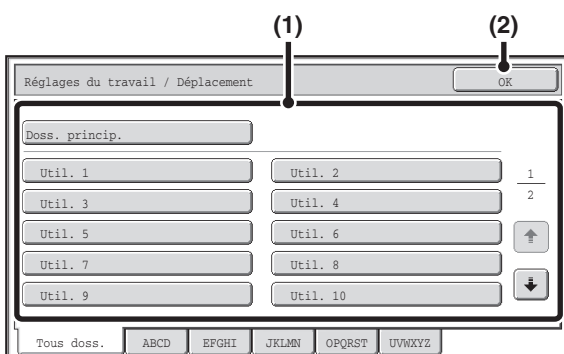 (1) (2)
Réglages du travail / Déplacement OK
Doss. princip.
Util. 1 Util. 2
Util. 3 Util. 4
Util. 5 Util. 6
Util. 7 Util. 8
Util. 9 Util. 10
1
2
Tous doss. ABCD EFGHI JKLMN OPQRST UVWXYZ